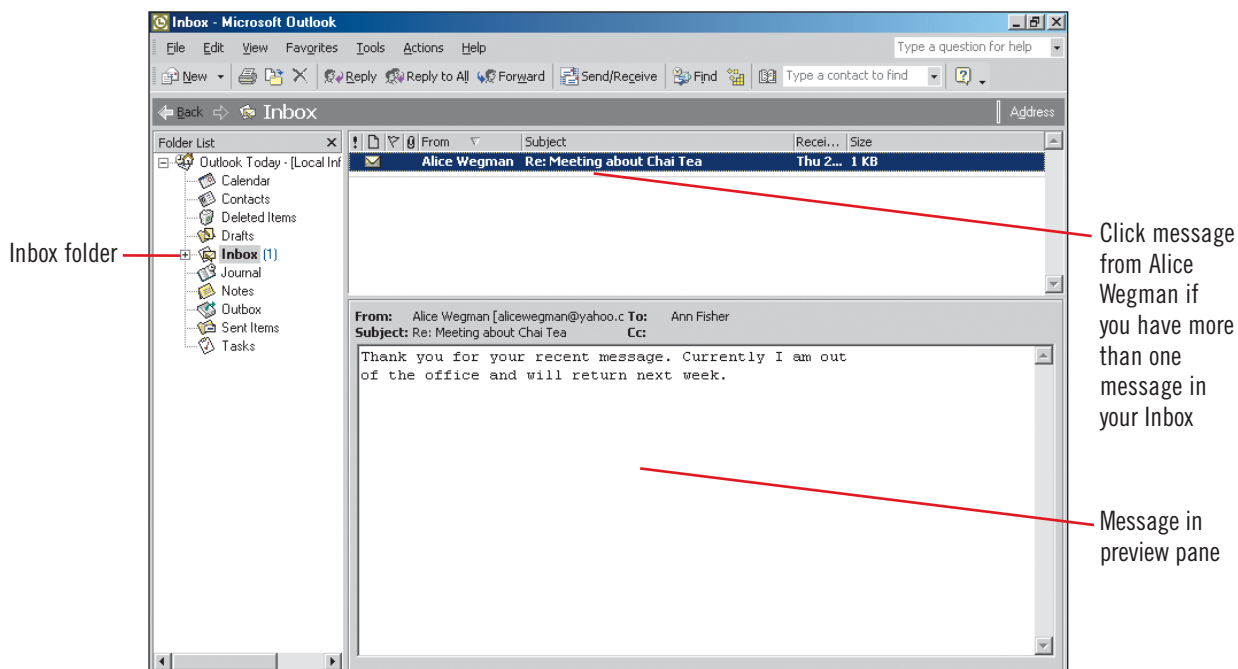 Inbox - Microsoft Outlook
File Edit View Favorites Tools Actions Help
Type a question for help
New Reply Reply to All Forward Send/Receive Find Type a contact to find
Back Inbox
Address
Folder List
Outlook Today - [Local Inf
Calendar
Contacts
Deleted Items
Drafts
Inbox (1)
Journal
Notes
Outbox
Sent Items
Tasks
! From Subject Recei... Size
Alice Wegman Re: Meeting about Chai Tea Thu 2... 1 KB
From: Alice Wegman [alicewegman@yahoo.c To: Ann Fisher
Subject: Re: Meeting about Chai Tea Cc:
Thank you for your recent message. Currently I am out
of the office and will return next week.
Inbox folder
Click message
from Alice
Wegman if
you have more
than one
message in
your Inbox
Message in
preview pane